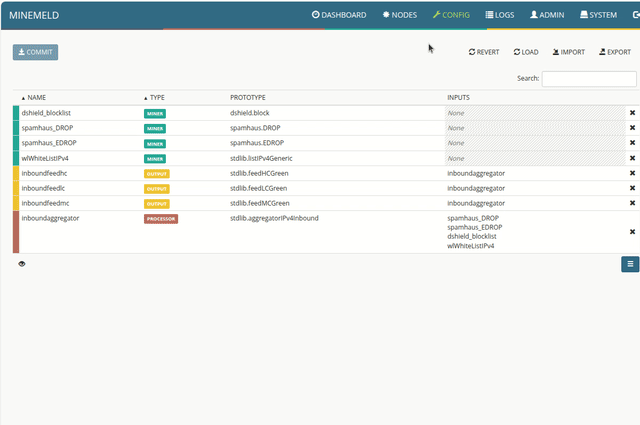 MINEMELD
DASHBOARD NODES CONFIG LOGS ADMIN SYSTEM
COMMIT REVERT LOAD IMPORT EXPORT
Search:
NAME TYPE PROTOTYPE INPUTS
dshield_blocklist MINER dshield.block None
spamhaus_DROP MINER spamhaus.DROP None
spamhaus_EDROP MINER spamhaus.EDROP None
wlWhiteListIPv4 MINER stdlib.listIPv4Generic None
inboundfeedhc OUTPUT stdlib.feedHCGreen inboundaggregator
inboundfeedlc OUTPUT stdlib.feedLCGreen inboundaggregator
inboundfeedmc OUTPUT stdlib.feedMCGreen inboundaggregator
inboundaggregator PROCESSOR stdlib.aggregatorIPv4Inbound spamhaus_DROP
spamhaus_EDROP
dshield_blocklist
wlWhiteListIPv4